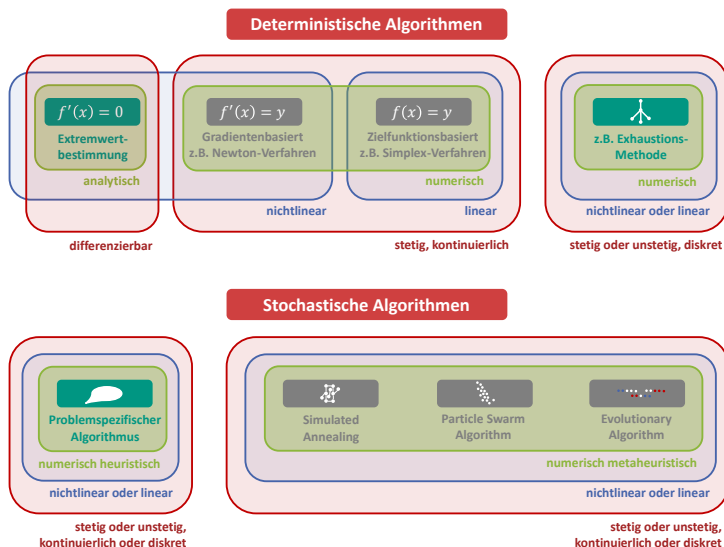 Deterministische Algorithmen
f'(x) = 0
Extremwert-
bestimmung
analytisch
f'(x) = y
Gradientenbasiert
z.B. Newton-Verfahren
f(x) = y
Zielfunktionsbasiert
z.B. Simplex-Verfahren
numerisch
nichtlinear
linear
differenzierbar
stetig, kontinuierlich
z.B. Exhaustions-
Methode
numerisch
nichtlinear oder linear
stetig oder unstetig, diskret
Stochastische Algorithmen
Problemspezifischer
Algorithmus
numerisch heuristisch
nichtlinear oder linear
stetig oder unstetig,
kontinuierlich oder diskret
Simulated
Annealing
Particle Swarm
Algorithm
Evolutionary
Algorithm
numerisch metaheuristisch
nichtlinear oder linear
stetig oder unstetig,
kontinuierlich oder diskret